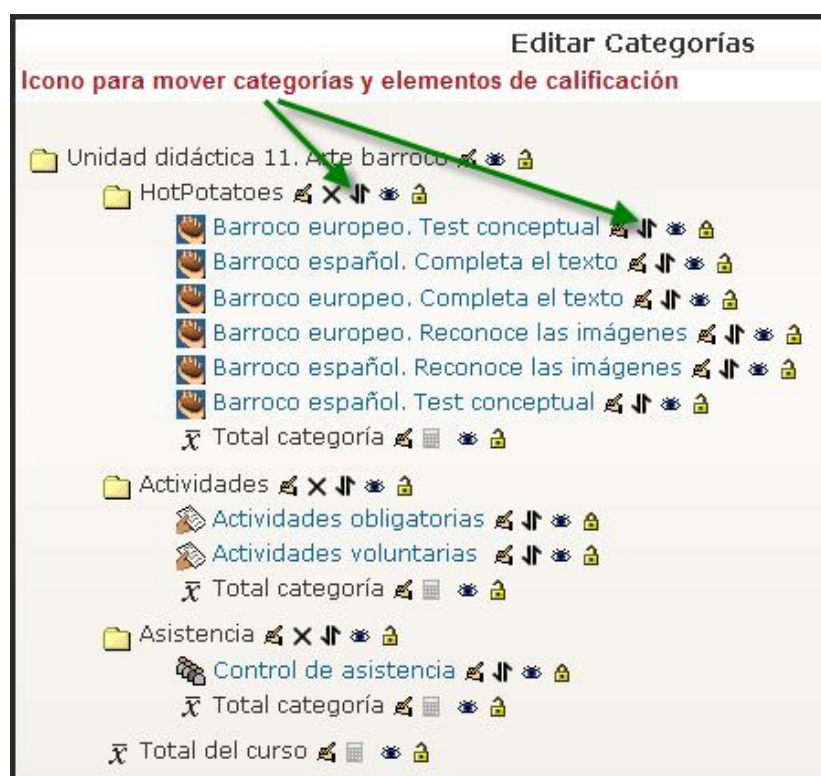 Editar Categorías
Icono para mover categorías y elementos de calificación
Unidad didáctica 11. Arte barroco
HotPotatoes
Barroco europeo. Test conceptual
Barroco español. Completa el texto
Barroco europeo. Completa el texto
Barroco europeo. Reconoce las imágenes
Barroco español. Reconoce las imágenes
Barroco español. Test conceptual
x̅ Total categoría
Actividades
Actividades obligatorias
Actividades voluntarias
x̅ Total categoría
Asistencia
Control de asistencia
x̅ Total categoría
x̅ Total del curso